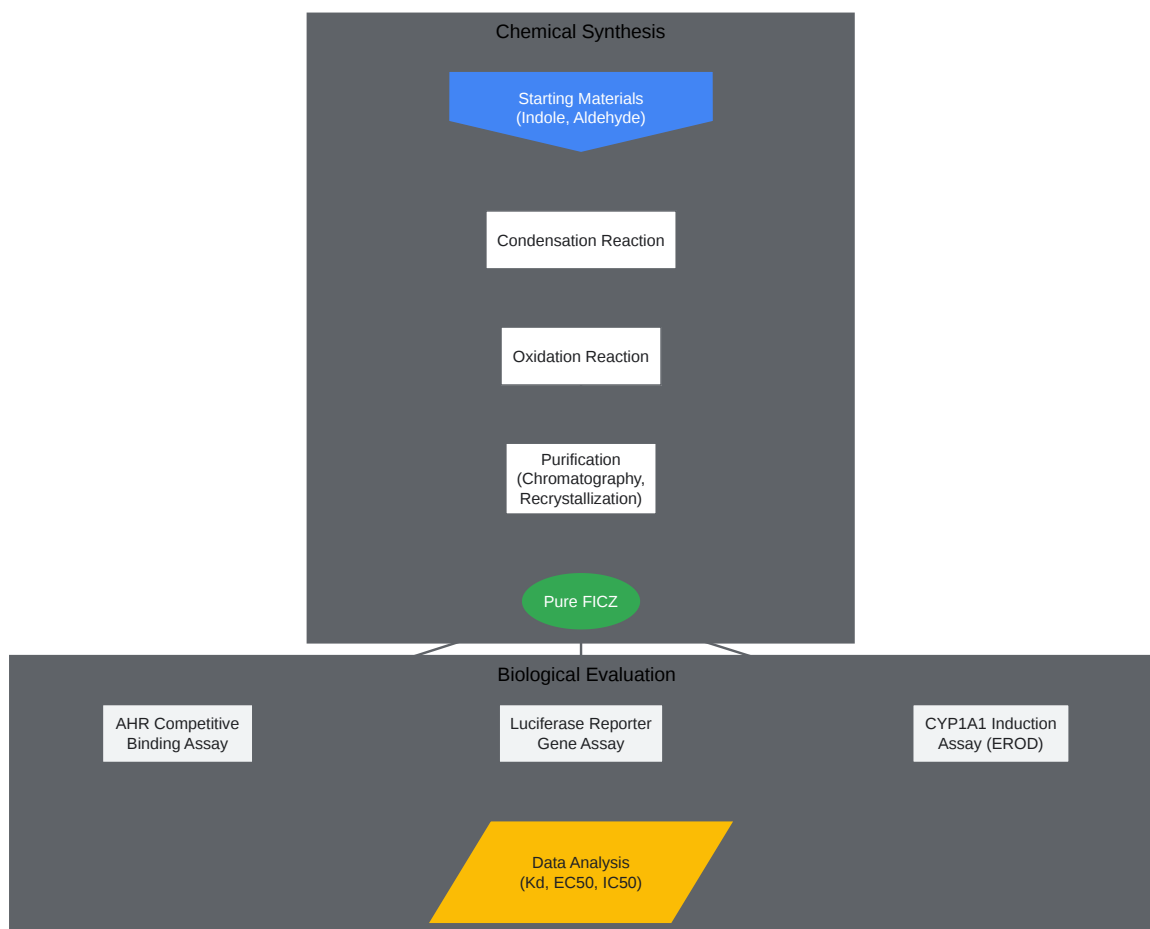 Chemical Synthesis
Starting Materials
(Indole, Aldehyde)
Condensation Reaction
Oxidation Reaction
Purification
(Chromatography,
Recrystallization)
Pure FICZ
Biological Evaluation
AHR Competitive
Binding Assay
Luciferase Reporter
Gene Assay
CYP1A1 Induction
Assay (EROD)
Data Analysis
(Kd, EC50, IC50)